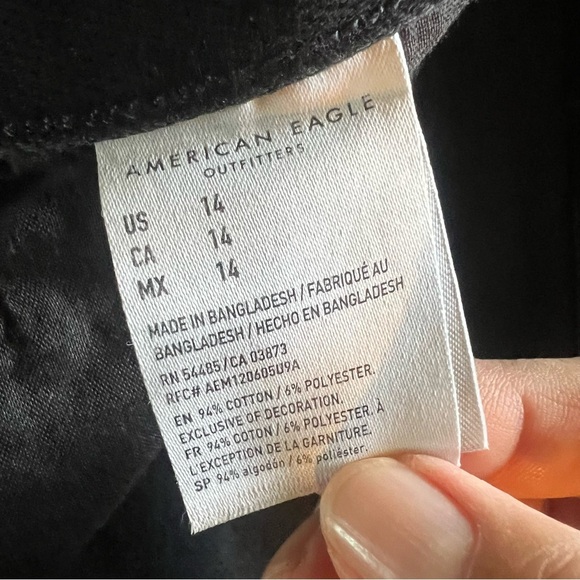 AMERICAN EAGLE
OUTFITTERS
US 14
CA 14
MX 14
MADE IN BANGLADESH / FABRIQUÉ AU
BANGLADESH / HECHO EN BANGLADESH
RN 54485 / CA 03873
RFC# AEM120605U9A
EN 94% COTTON / 6% POLYESTER.
EXCLUSIVE OF DECORATION.
FR 94% COTON / 6% POLYESTER. À
L'EXCEPTION DE LA GARNITURE.
SP 94% algodón / 6% poliéster.